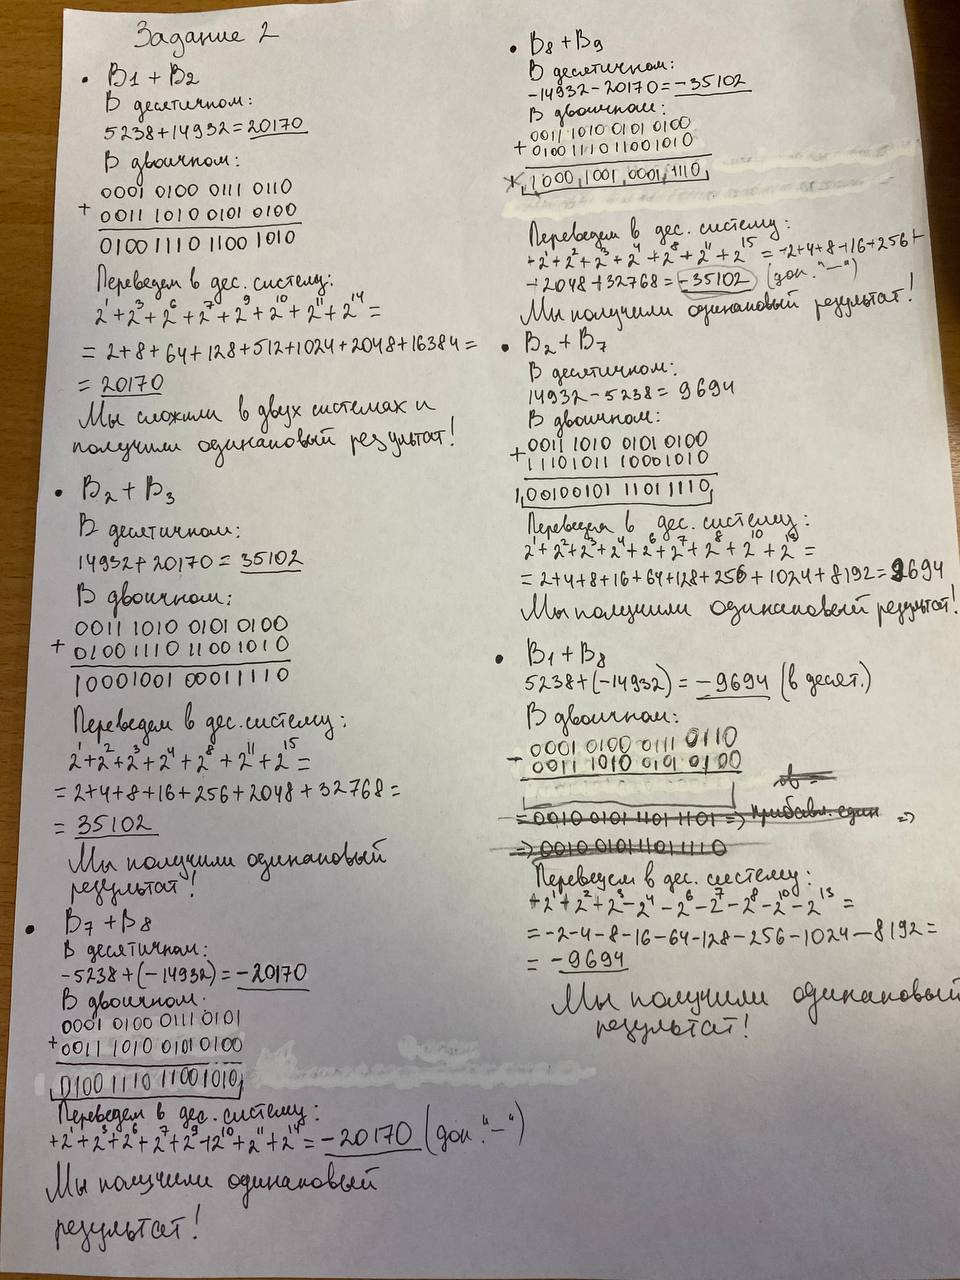 Задание 2
• B1 + B2
В десятичном:
5238+14932=20170
В двоичном:
0001 0100 0111 0110
+
0011 1010 0101 0100
0100 1110 1100 1010
Переведем в дес. систему:
2¹+2³+2⁶+2⁷+2⁹+2¹⁰+2¹¹+2¹⁴=
= 2+8+64+128+512+1024+2048+16384=
= 20170
Мы сложили в двух системах и
получили одинаковый результат!
• B₂ + B₃
В десятичном:
14932+20170=35102
В двоичном:
0011 1010 0101 0100
+
0100 1110 1100 1010
10001001 00011110
Переведем в дес. систему:
2¹+2²+2³+2⁴+2⁸+2¹¹+2¹⁵=
= 2+4+8+16+256+2048+32768=
= 35102
Мы получили одинаковый
результат!
• B₇ + B8
В десятичном:
-5238+(-14932)=-20170
В двоичном:
0001 0100 0111 0101
+
0011 1010 0101 0100
0100 1110 1100 1010
Переведем в дес. систему:
+2¹+2³+2⁶+2⁷+2⁹+2¹⁰+2¹¹+2¹⁴=-20170 (доп. "-")
Мы получили одинаковый
результат!
• B8 + B9
В десятичном:
-14932-20170=-35102
В двоичном:
0011 1010 0101 0100
+
0100 1110 1100 1010
1000 1001 0001 1110
Переведем в дес. систему:
+2¹+2²+2³+2⁴+2⁸+2¹¹+2¹⁵=-2+4+8+16+256+
+2048+32768=-35102 (доп. "-")
Мы получили одинаковый результат!
• B₂ + B₇
В десятичном:
14932-5238=9694
В двоичном:
0011 1010 0101 0100
+
11101011 10001010
1,00100101 11011110
Переведем в дес. систему:
2¹+2²+2³+2⁴+2⁶+2⁷+2⁸+2¹⁰+2¹³=
= 2+4+8+16+64+128+256+1024+8192=9694
Мы получили одинаковый результат!
• B1 + B8
5238+(-14932)=-9694 (в десят.)
В двоичном:
0001 0100 0111 0110
-
0011 1010 0101 0100
= 0010 0101 1101 1101 => прибавл. един =>
=> 0010 0101 1101 1110
Переведем в дес. систему:
+2¹+2²+2³-2⁴-2⁶-2⁷-2⁸-2¹⁰-2¹³=
= -2-4-8-16-64-128-256-1024-8192=
= -9694
Мы получили одинаковый
результат!